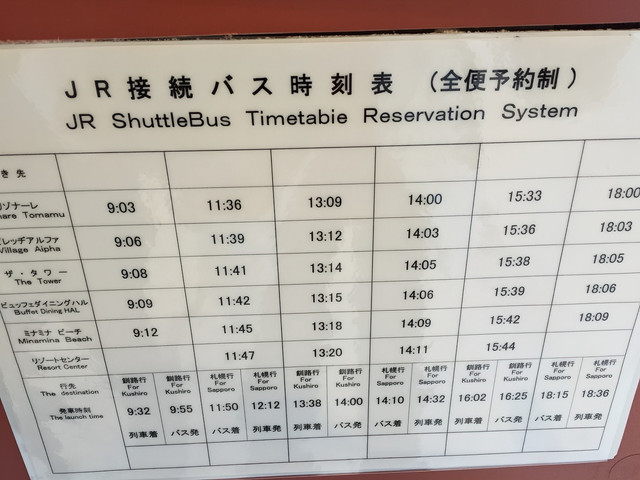 JR接続バス時刻表 (全便予約制)
JR ShuttleBus Timetabie Reservation System
き先
ゾナーレ 9:03 11:36 13:09 14:00 15:33 18:00
nare Tomamu
ビレッヂアルファ 9:06 11:39 13:12 14:03 15:36 18:03
Village Aipha
ザ・タワー 9:08 11:41 13:14 14:05 15:38 18:05
The Tower
ビュッフェダイニングハル 9:09 11:42 13:15 14:06 15:39 18:06
Buffet Dining HAL
ミナミナ ビーチ 9:12 11:45 13:18 14:09 15:42 18:09
Minamina Beach
リゾートセンター 11:47 13:20 14:11 15:44
Resort Center
行先 釧路行 釧路行 札幌行 札幌行 釧路行 釧路行 札幌行 札幌行 釧路行 釧路行 札幌行 札幌行
The destination For Kushiro For Kushiro For Sapporo For Sapporo For Kushiro For Kushiro For Sapporo For Sapporo For Kushiro For Kushiro For Sapporo For Sapporo
発車時刻 9:32 9:55 11:50 12:12 13:38 14:00 14:10 14:32 16:02 16:25 18:15 18:36
The launch time
列車着 バス発 バス着 列車発 列車着 バス発 バス着 列車発 列車着 バス発 バス着 列車発